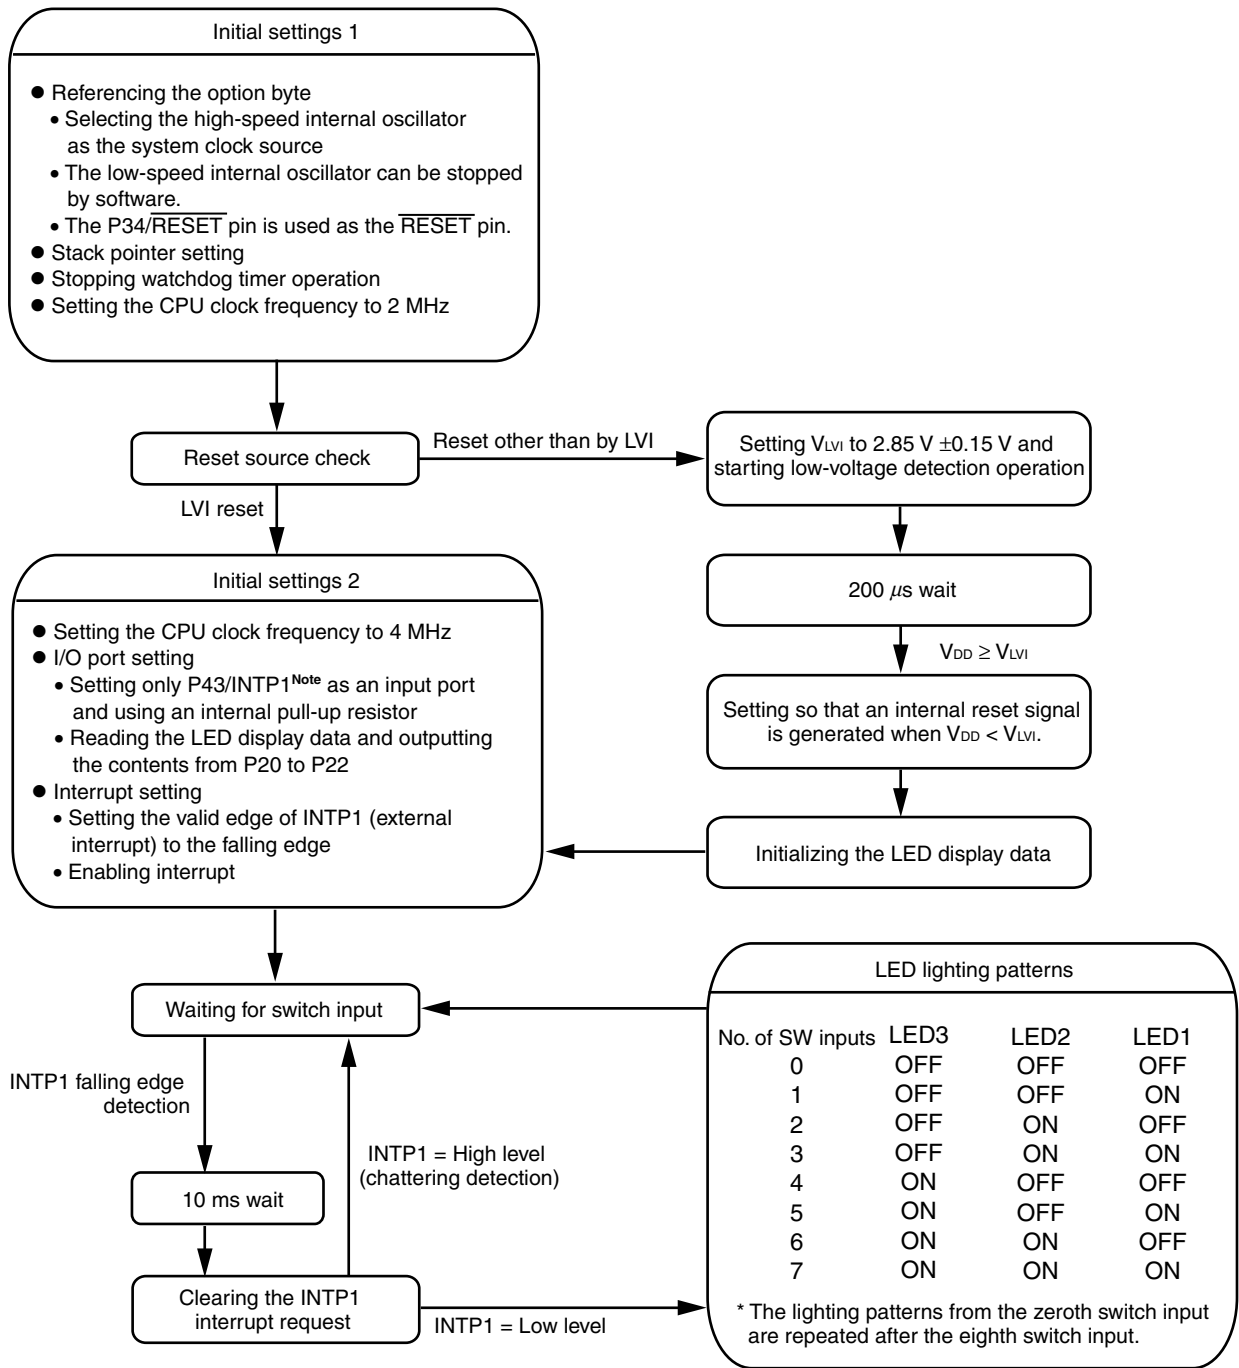 Initial settings 1
● Referencing the option byte
• Selecting the high-speed internal oscillator
as the system clock source
• The low-speed internal oscillator can be stopped
by software.
• The P34/RESET pin is used as the RESET pin.
● Stack pointer setting
● Stopping watchdog timer operation
● Setting the CPU clock frequency to 2 MHz
Reset source check
Reset other than by LVI
LVI reset
Setting VLVI to 2.85 V ±0.15 V and
starting low-voltage detection operation
200 μs wait
VDD ≥ VLVI
Setting so that an internal reset signal
is generated when VDD < VLVI.
Initializing the LED display data
Initial settings 2
● Setting the CPU clock frequency to 4 MHz
● I/O port setting
• Setting only P43/INTP1Note as an input port
and using an internal pull-up resistor
• Reading the LED display data and outputting
the contents from P20 to P22
● Interrupt setting
• Setting the valid edge of INTP1 (external
interrupt) to the falling edge
• Enabling interrupt
Waiting for switch input
INTP1 falling edge
detection
10 ms wait
INTP1 = High level
(chattering detection)
Clearing the INTP1
interrupt request
INTP1 = Low level
LED lighting patterns
No. of SW inputs LED3 LED2 LED1
0 OFF OFF OFF
1 OFF OFF ON
2 OFF ON OFF
3 OFF ON ON
4 ON OFF OFF
5 ON OFF ON
6 ON ON OFF
7 ON ON ON
* The lighting patterns from the zeroth switch input
are repeated after the eighth switch input.